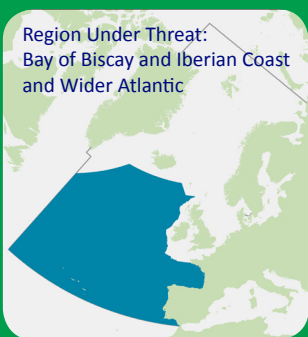 Region Under Threat:
Bay of Biscay and Iberian Coast
and Wider Atlantic